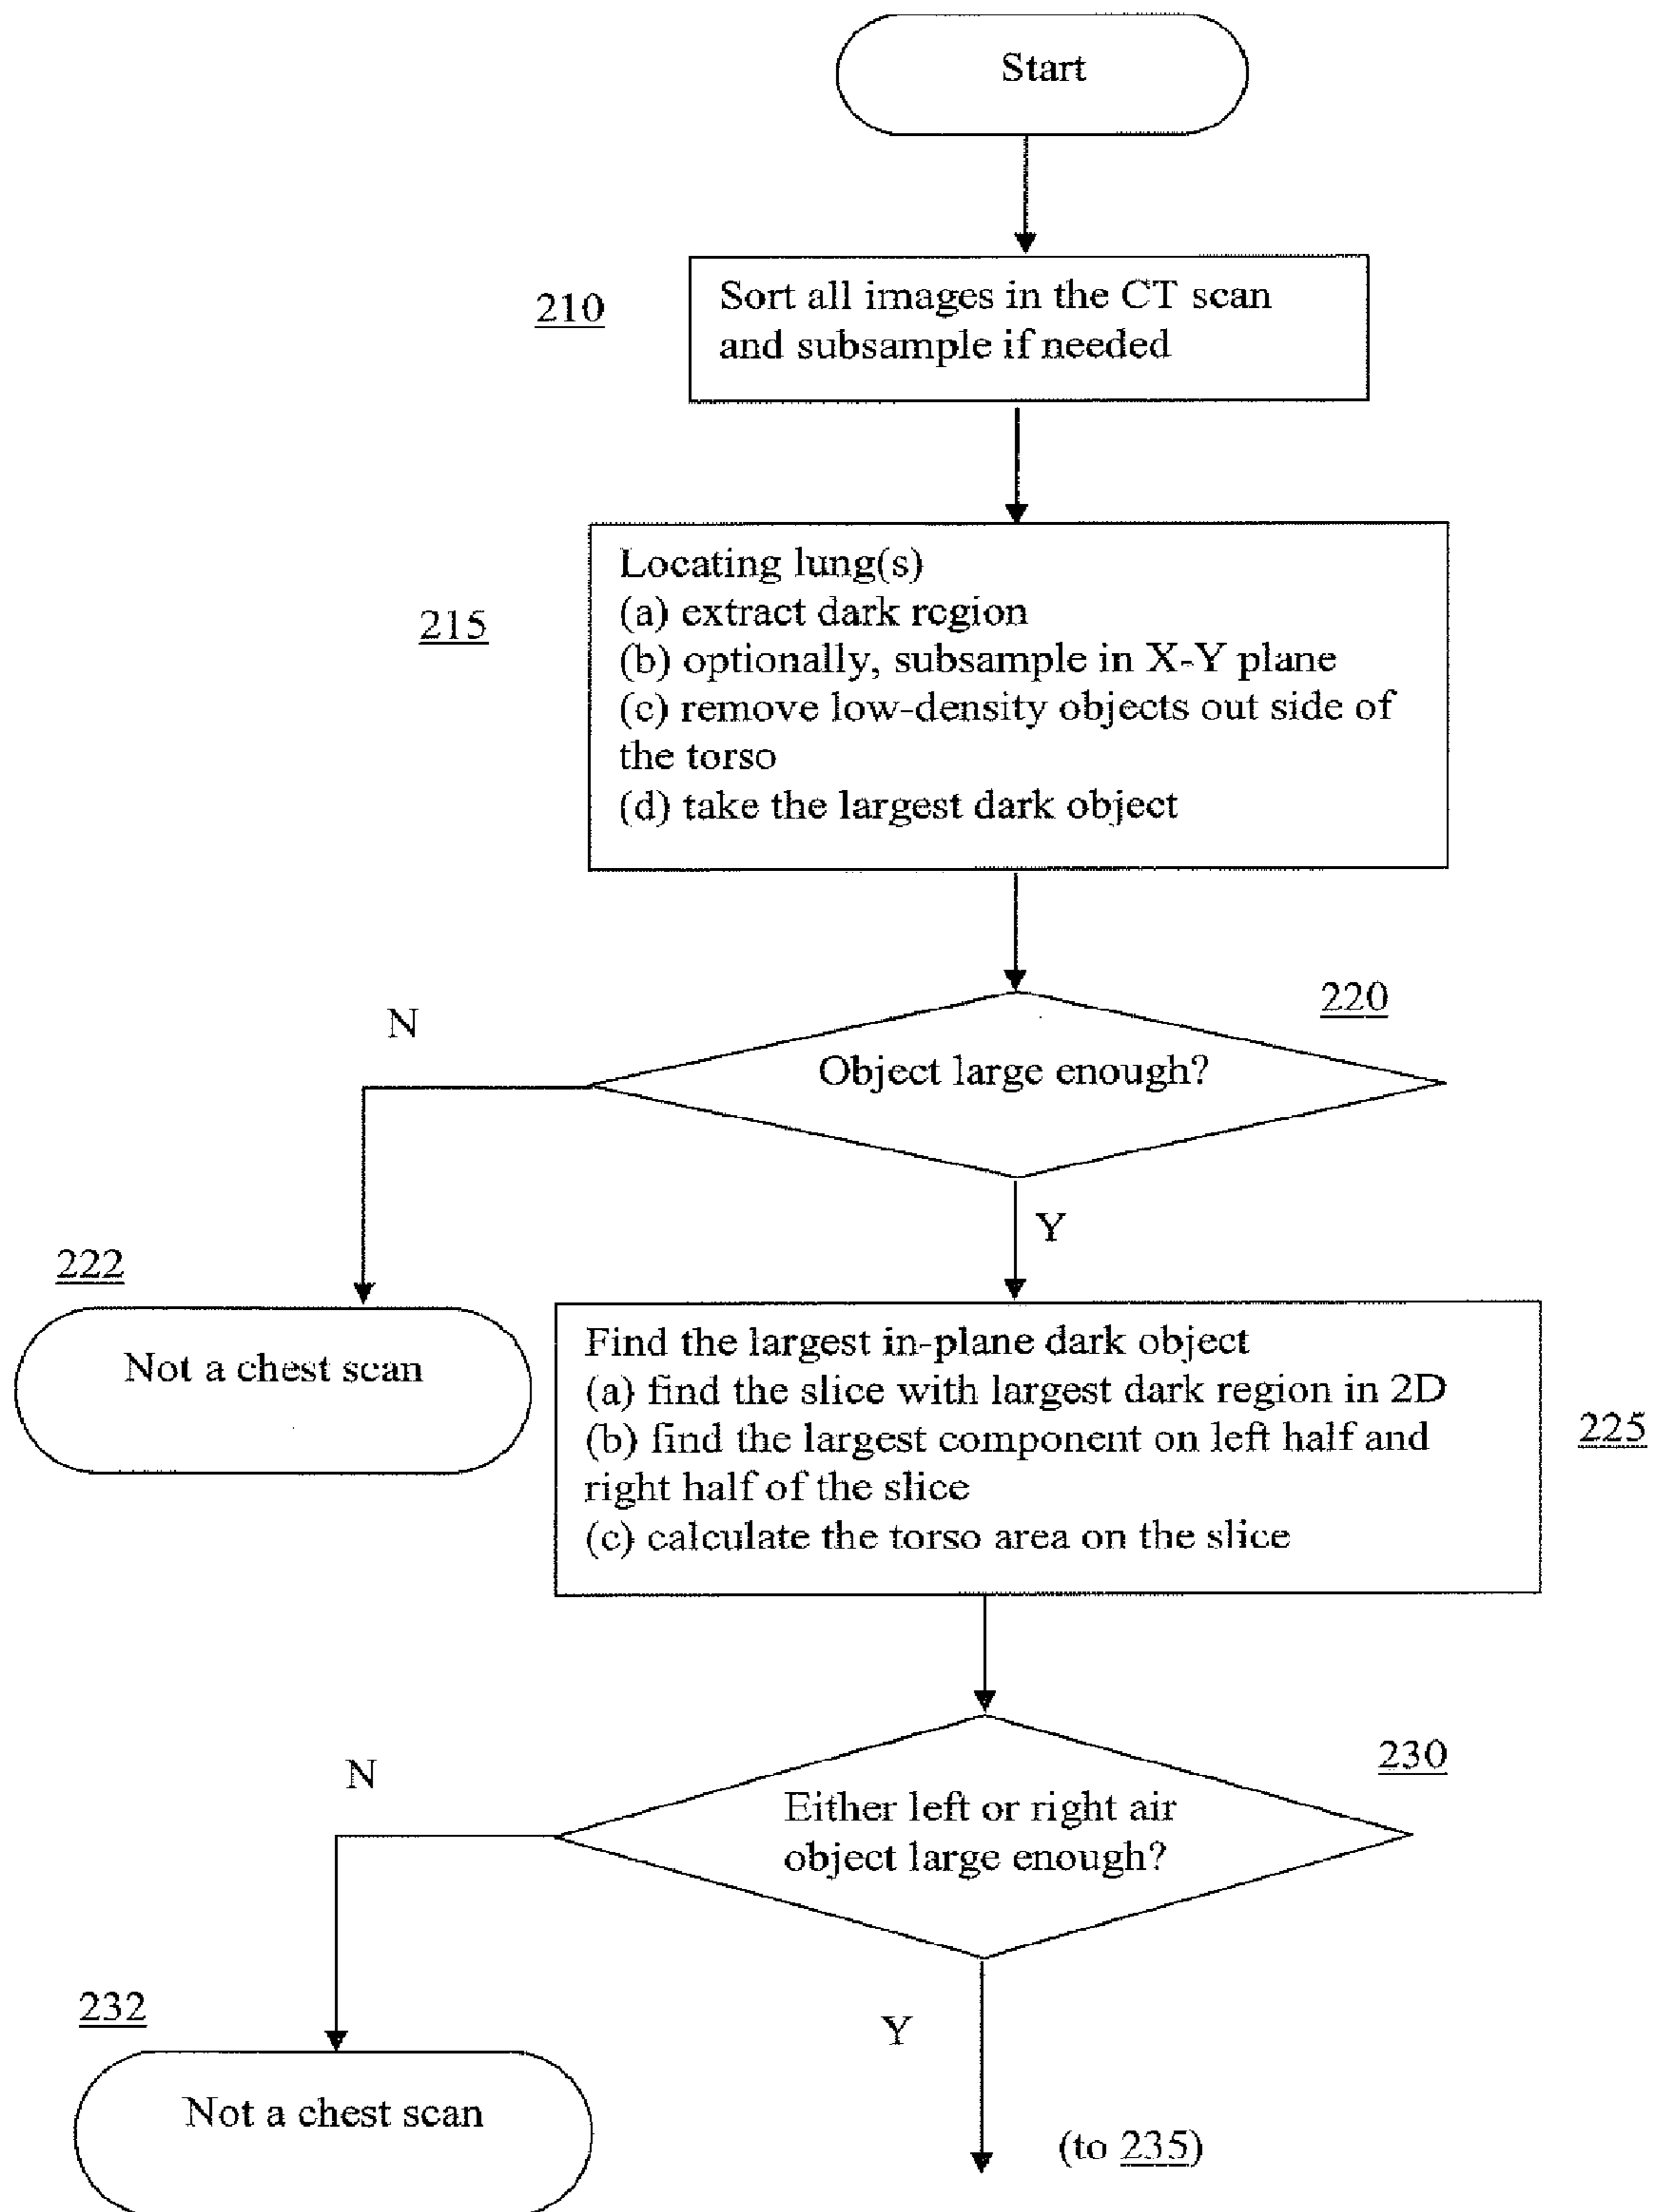 Start
210
Sort all images in the CT scan
and subsample if needed
215
Locating lung(s)
(a) extract dark region
(b) optionally, subsample in X-Y plane
(c) remove low-density objects out side of
the torso
(d) take the largest dark object
220
N
Object large enough?
Y
222
Not a chest scan
Find the largest in-plane dark object
(a) find the slice with largest dark region in 2D
(b) find the largest component on left half and
right half of the slice
(c) calculate the torso area on the slice
225
230
N
Either left or right air
object large enough?
232
Y
Not a chest scan
(to 235)